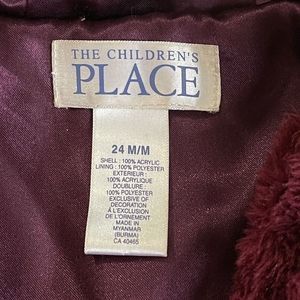 THE CHILDREN'S
PLACE
24 M/M
SHELL : 100% ACRYLIC
LINING : 100% POLYESTER
EXTERIEUR :
100% ACRYLIQUE
DOUBLURE :
100% POLYESTER
EXCLUSIVE OF
DECORATION
A L'EXCLUSION
DE L'ORNEMENT
MADE IN
MYANMAR
(BURMA)
CA 40465